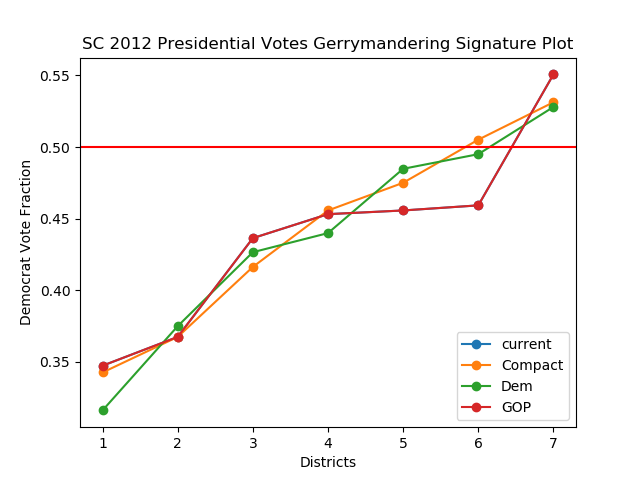 SC 2012 Presidential Votes Gerrymandering Signature Plot
0.55
0.50
0.45
0.40
0.35
Democrat Vote Fraction
current
Compact
Dem
GOP
1 2 3 4 5 6 7
Districts